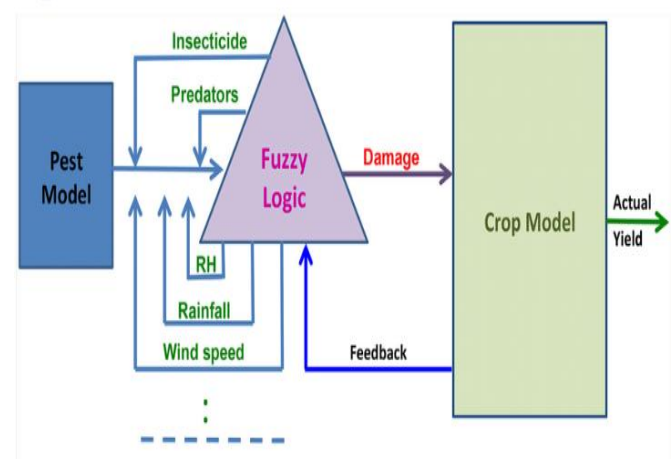 Insecticide
Predators
Pest
Model
Fuzzy
Logic
Damage
Crop Model
Actual
Yield
RH
Rainfall
Wind speed
Feedback